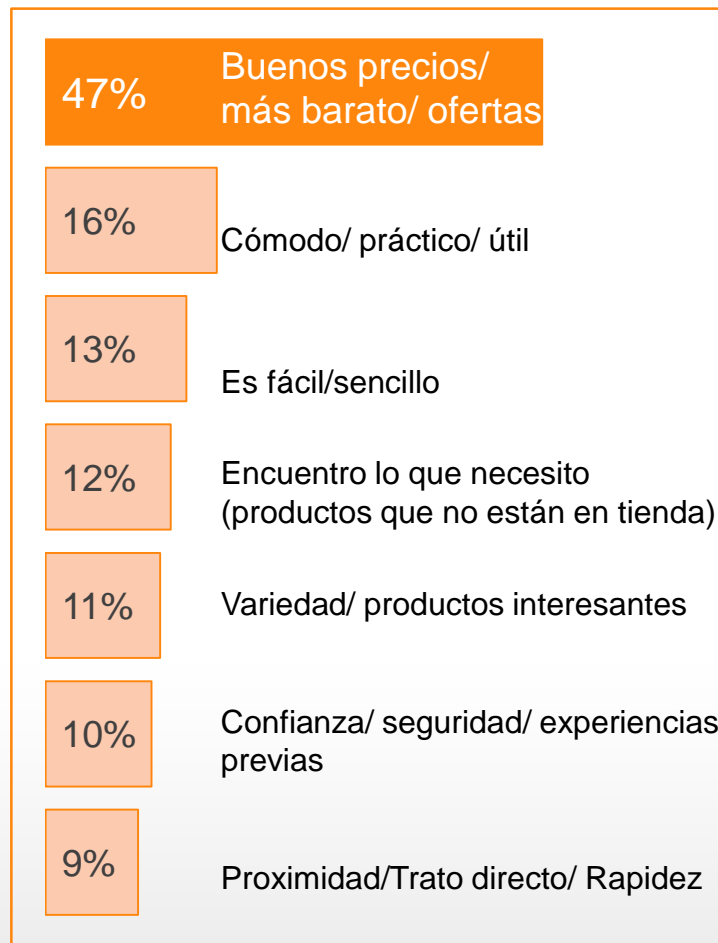 47%
Buenos precios/
más barato/ ofertas
16%
Cómodo/ práctico/ útil
13%
Es fácil/sencillo
12%
Encuentro lo que necesito
(productos que no están en tienda)
11%
Variedad/ productos interesantes
10%
Confianza/ seguridad/ experiencias
previas
9%
Proximidad/Trato directo/ Rapidez